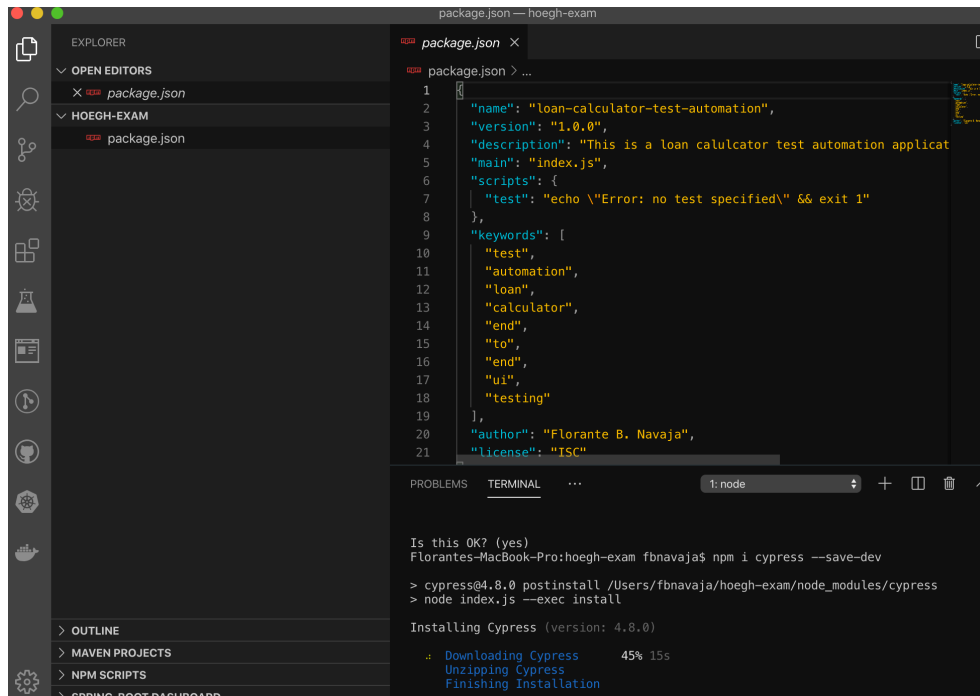 package.json — hoegh-exam
EXPLORER
OPEN EDITORS
package.json
HOEGH-EXAM
package.json
OUTLINE
MAVEN PROJECTS
NPM SCRIPTS
SPRING-BOOT DASHBOARD
package.json
package.json > ...
1 {
2 "name": "loan-calculator-test-automation",
3 "version": "1.0.0",
4 "description": "This is a loan calulcator test automation applicat
5 "main": "index.js",
6 "scripts": {
7 "test": "echo \"Error: no test specified\" && exit 1"
8 },
9 "keywords": [
10 "test",
11 "automation",
12 "loan",
13 "calculator",
14 "end",
15 "to",
16 "end",
17 "ui",
18 "testing"
19 ],
20 "author": "Florante B. Navaja",
21 "license": "ISC"
PROBLEMS TERMINAL ... 1: node
Is this OK? (yes)
Florantes-MacBook-Pro:hoegh-exam fbnavaja$ npm i cypress --save-dev
> cypress@4.8.0 postinstall /Users/fbnavaja/hoegh-exam/node_modules/cypress
> node index.js --exec install
Installing Cypress (version: 4.8.0)
Downloading Cypress 45% 15s
Unzipping Cypress
Finishing Installation